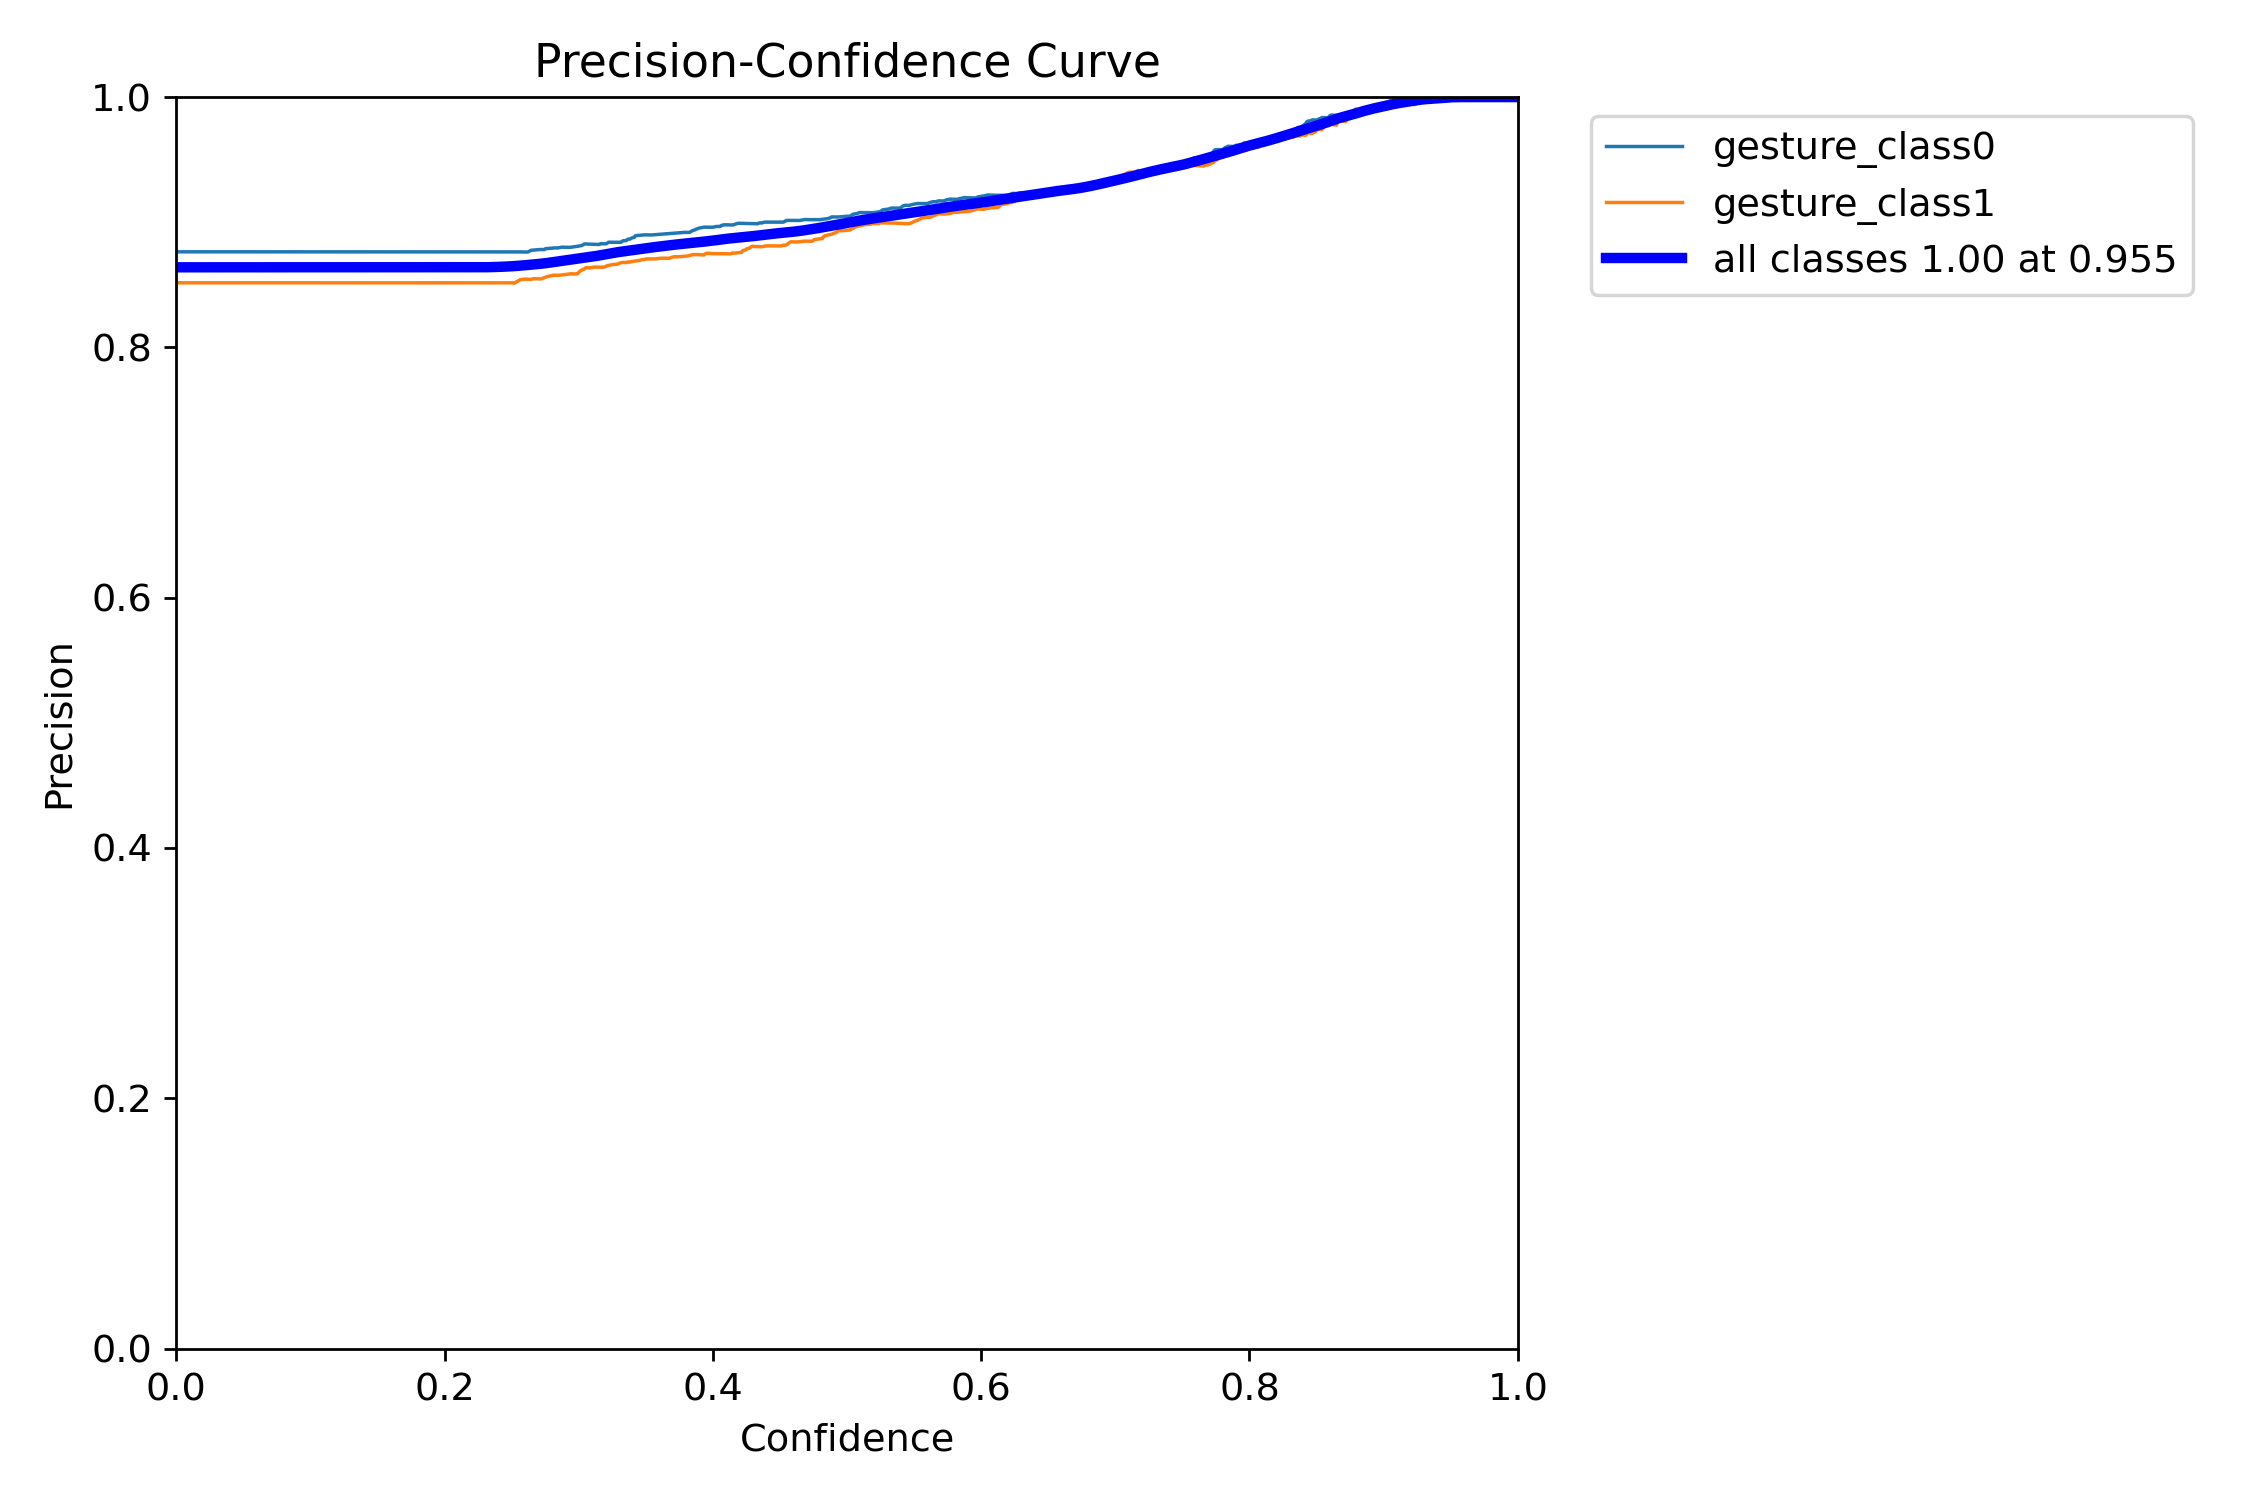 Precision-Confidence Curve
1.0
0.8
0.6
0.4
0.2
0.0
Precision
0.0 0.2 0.4 0.6 0.8 1.0
Confidence
gesture_class0
gesture_class1
all classes 1.00 at 0.955